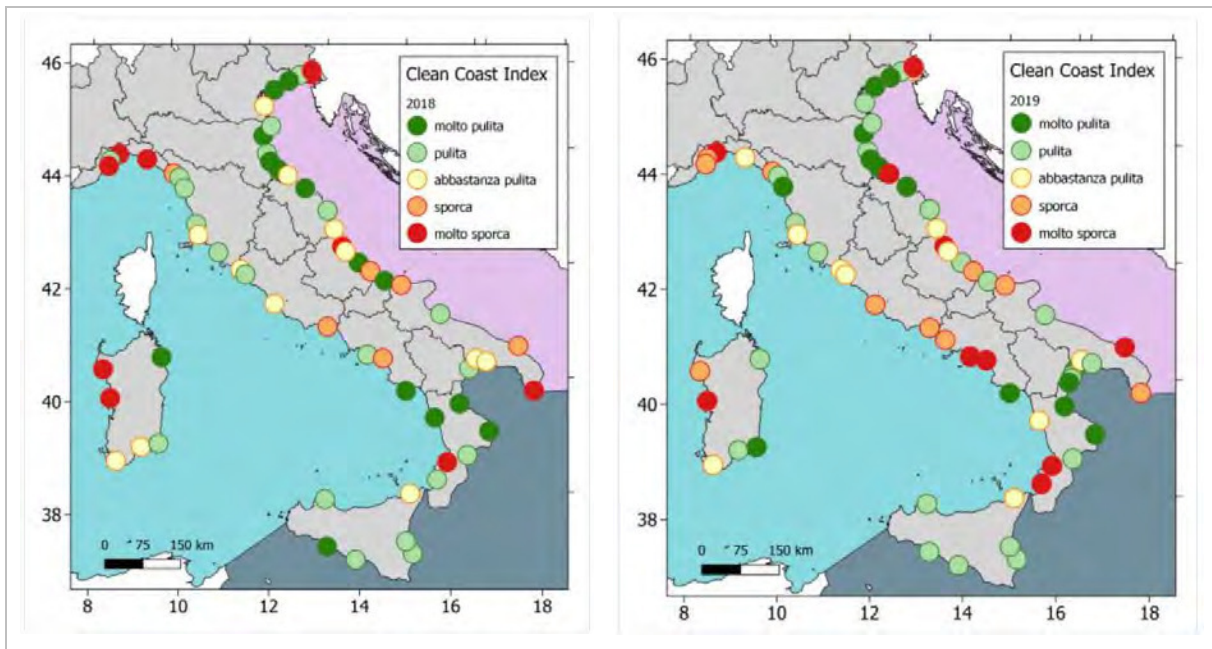 Clean Coast Index
2018
molto pulita
pulita
abbastanza pulita
sporca
molto sporca
46
44
42
40
38
0 75 150 km
8 10 12 14 16 18
Clean Coast Index
2019
molto pulita
pulita
abbastanza pulita
sporca
molto sporca
46
44
42
40
38
0 75 150 km
8 10 12 14 16 18